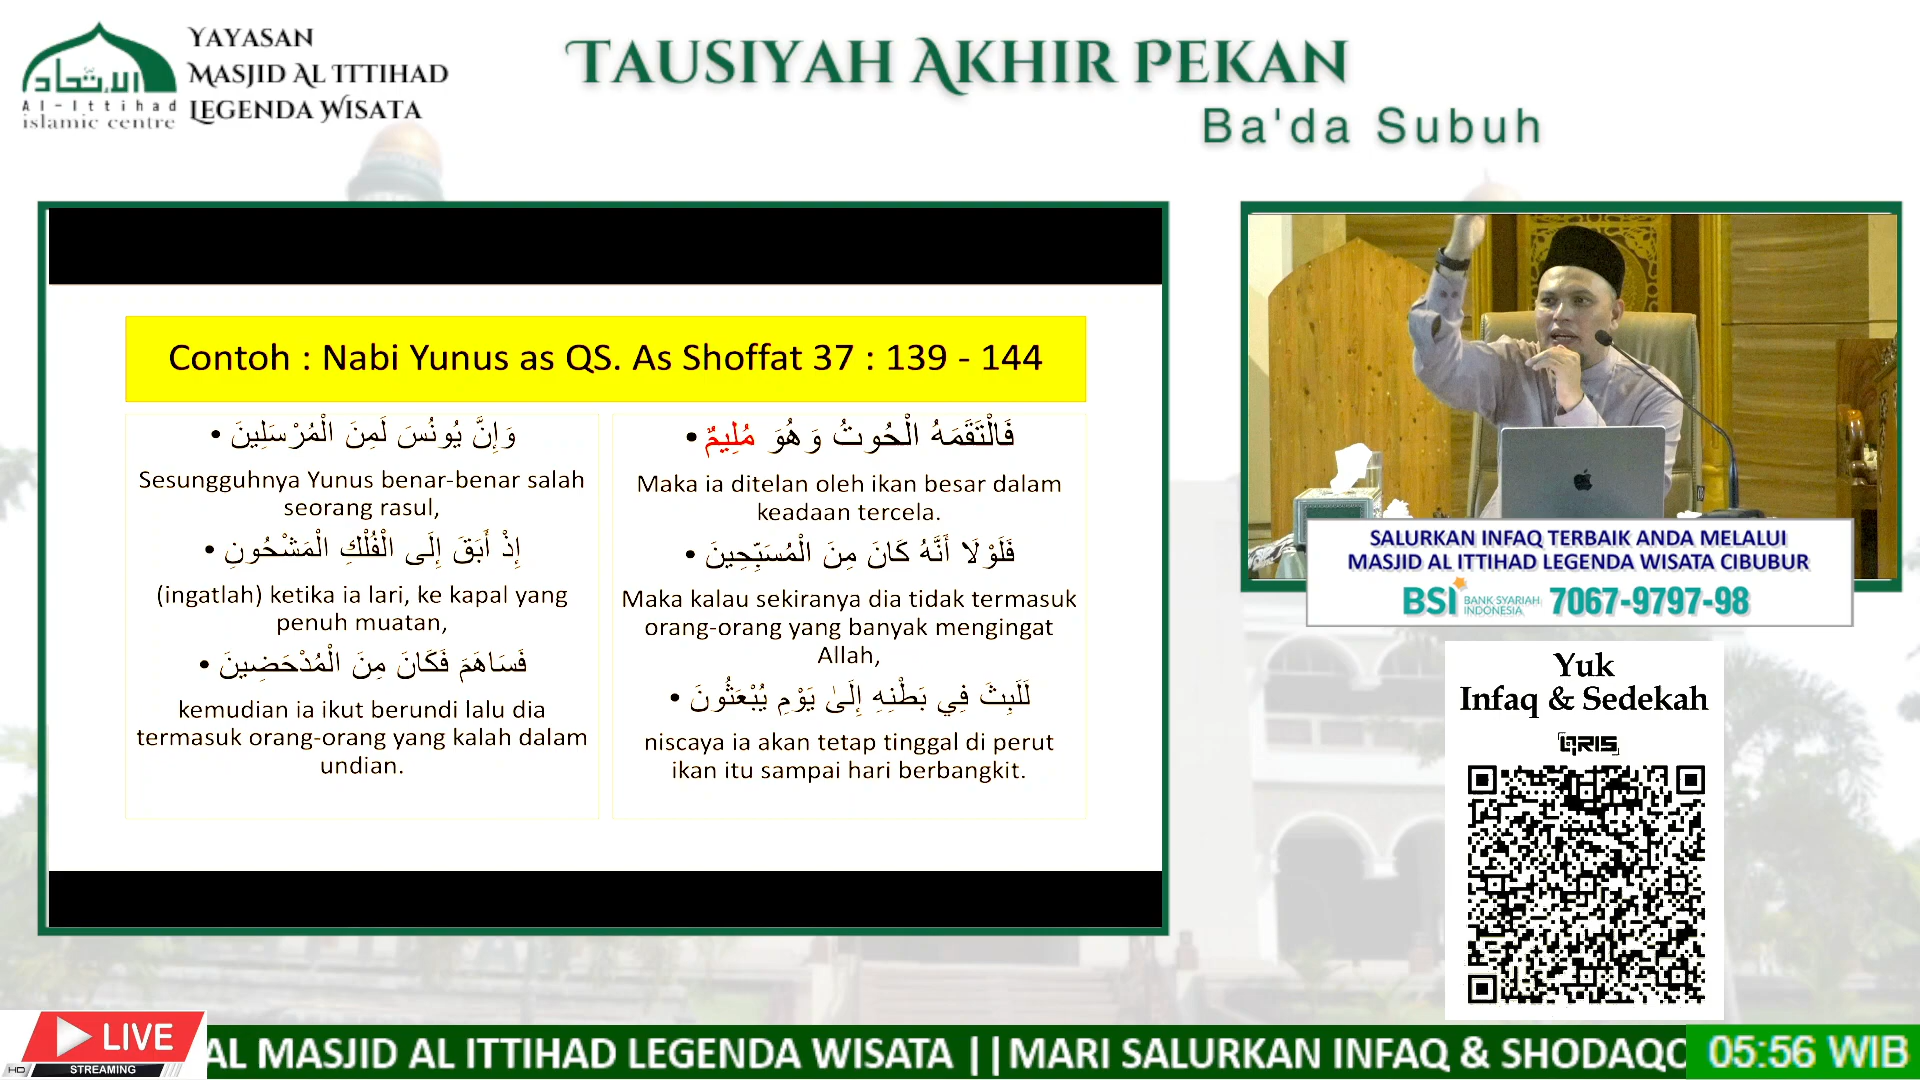 الاتحاد
Al-Ittihad
islamic centre
YAYASAN
MASJID AL ITTIHAD
LEGENDA WISATA
TAUSIYAH AKHIR PEKAN
Ba'da Subuh
Contoh : Nabi Yunus as QS. As Shoffat 37 : 139 - 144
• وَإِنَّ يُونُسَ لَمِنَ الْمُرْسَلِينَ
Sesungguhnya Yunus benar-benar salah
seorang rasul,
• إِذْ أَبَقَ إِلَى الْفُلْكِ الْمَشْحُونِ
(ingatlah) ketika ia lari, ke kapal yang
penuh muatan,
• فَسَاهَمَ فَكَانَ مِنَ الْمُدْحَضِينَ
kemudian ia ikut berundi lalu dia
termasuk orang-orang yang kalah dalam
undian.
• فَالْتَقَمَهُ الْحُوتُ وَهُوَ مُلِيمٌ
Maka ia ditelan oleh ikan besar dalam
keadaan tercela.
• فَلَوْلَا أَنَّهُ كَانَ مِنَ الْمُسَبِّحِينَ
Maka kalau sekiranya dia tidak termasuk
orang-orang yang banyak mengingat
Allah,
• لَلَبِثَ فِي بَطْنِهِ إِلَىٰ يَوْمِ يُبْعَثُونَ
niscaya ia akan tetap tinggal di perut
ikan itu sampai hari berbangkit.
SALURKAN INFAQ TERBAIK ANDA MELALUI
MASJID AL ITTIHAD LEGENDA WISATA CIBUBUR
BSI BANK SYARIAH INDONESIA 7067-9797-98
Yuk
Infaq & Sedekah
QRIS
LIVE
HD STREAMING
AL MASJID AL ITTIHAD LEGENDA WISATA || MARI SALURKAN INFAQ & SHODAQO
05:56 WIB